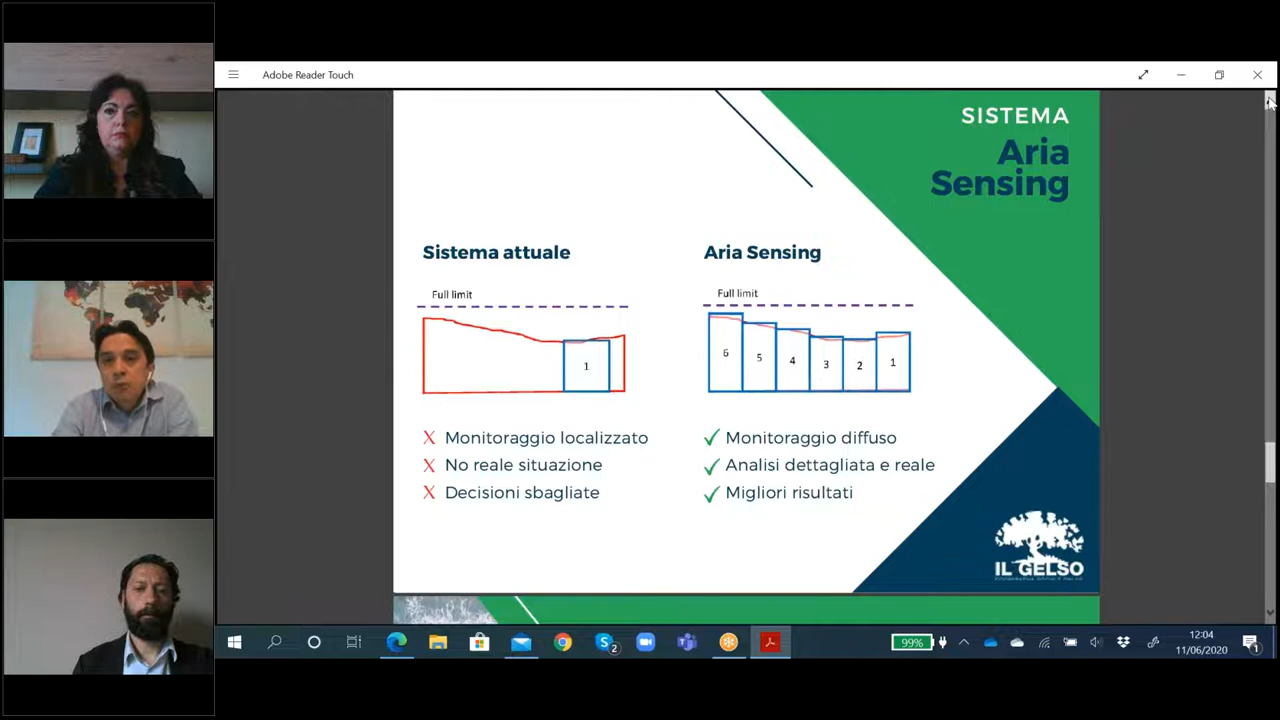 Adobe Reader Touch
SISTEMA
Aria
Sensing
Sistema attuale
Full limit
1
X Monitoraggio localizzato
X No reale situazione
X Decisioni sbagliate
Aria Sensing
Full limit
6 5 4 3 2 1
✓ Monitoraggio diffuso
✓ Analisi dettagliata e reale
✓ Migliori risultati
IL GELSO
2
99%
12:04
11/06/2020
1